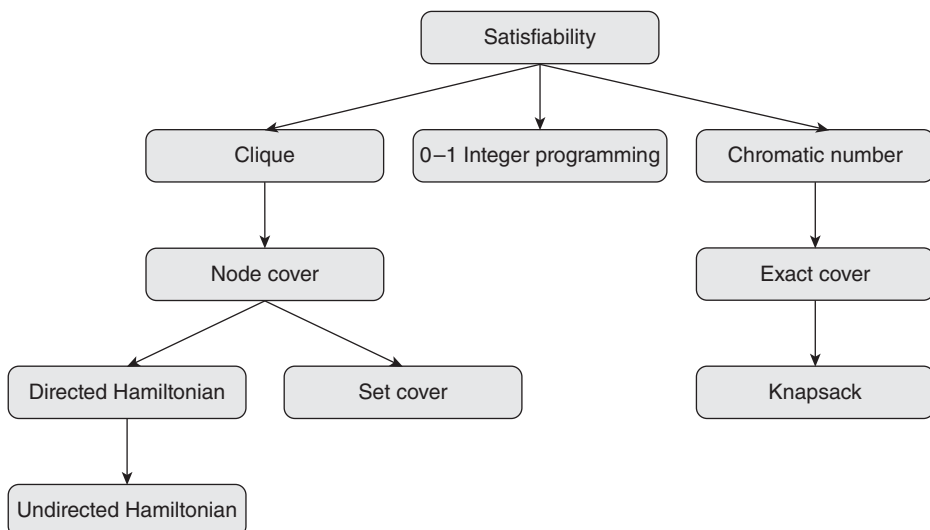 Satisfiability
Clique
0–1 Integer programming
Chromatic number
Node cover
Exact cover
Directed Hamiltonian
Set cover
Knapsack
Undirected Hamiltonian